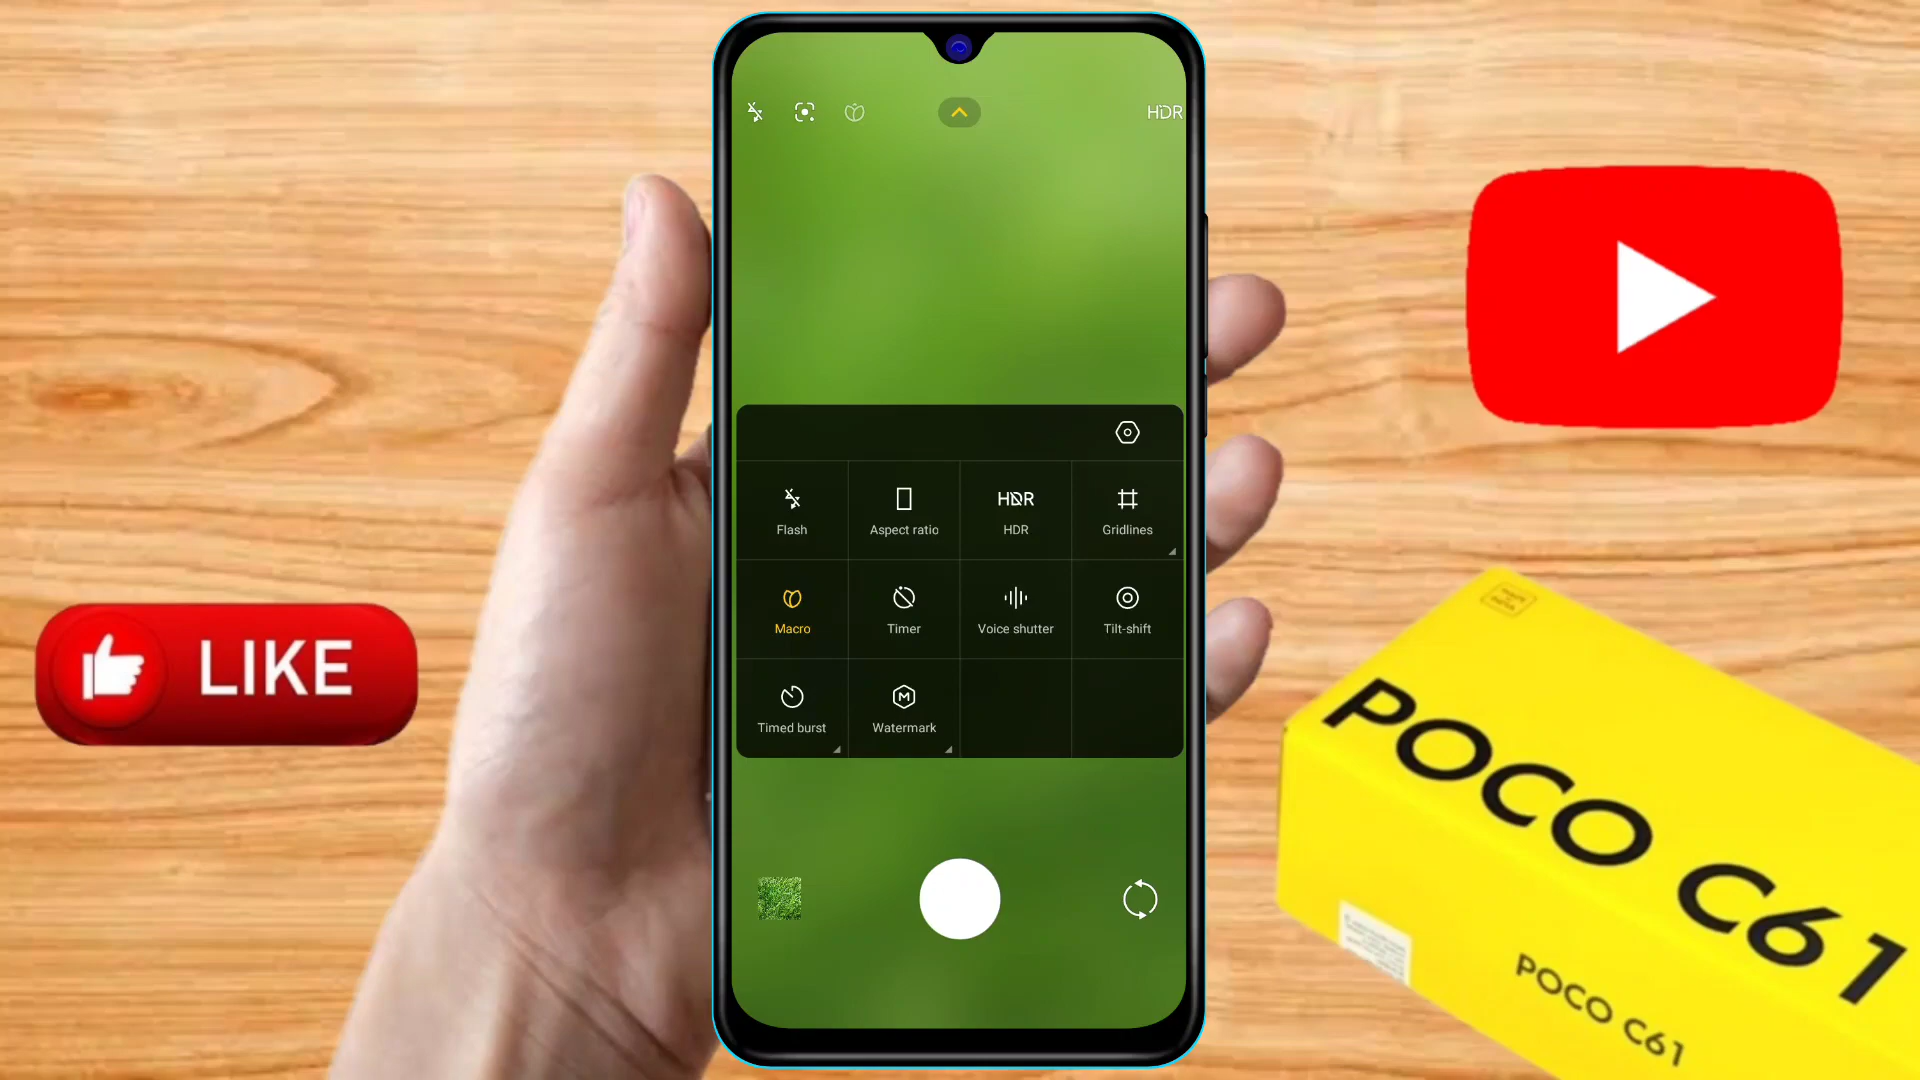 HDR
HDR
Flash
Aspect ratio
HDR
Gridlines
Macro
Timer
Voice shutter
Tilt-shift
M
Timed burst
Watermark
LIKE
POCO C61
POCO C61